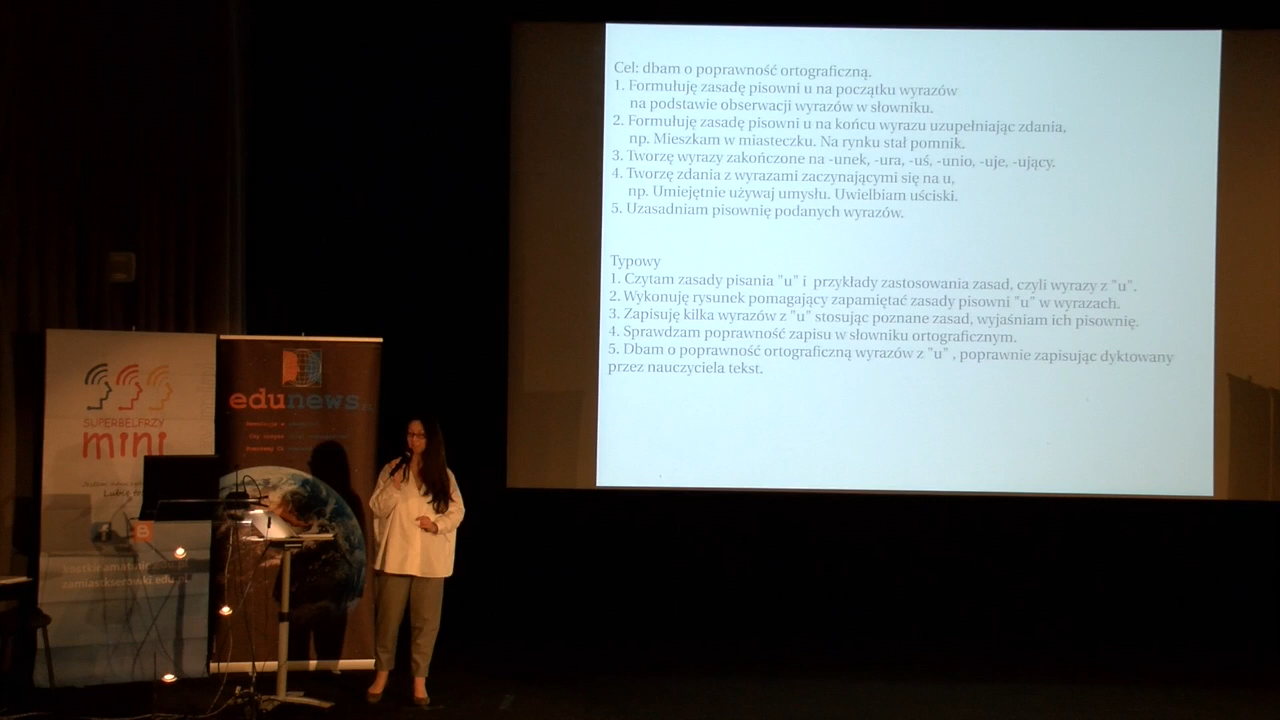 Cel: dbam o poprawność ortograficzną.
1. Formułuję zasadę pisowni u na początku wyrazów
na podstawie obserwacji wyrazów w słowniku.
2. Formułuję zasadę pisowni u na końcu wyrazu uzupełniając zdania,
np. Mieszkam w miasteczku. Na rynku stał pomnik.
3. Tworzę wyrazy zakończone na -unek, -ura, -uś, -unio, -uje, -ujący.
4. Tworzę zdania z wyrazami zaczynającymi się na u,
np. Umiejętnie używaj umysłu. Uwielbiam uściski.
5. Uzasadniam pisownię podanych wyrazów.
Typowy
1. Czytam zasady pisania "u" i przykłady zastosowania zasad, czyli wyrazy z "u".
2. Wykonuję rysunek pomagający zapamiętać zasady pisowni "u" w wyrazach.
3. Zapisuję kilka wyrazów z "u" stosując poznane zasad, wyjaśniam ich pisownię.
4. Sprawdzam poprawność zapisu w słowniku ortograficznym.
5. Dbam o poprawność ortograficzną wyrazów z "u" , poprawnie zapisując dyktowany
przez nauczyciela tekst.
SUPERBELFRZY
mini
edunews
zamiastkserowki.edu.pl